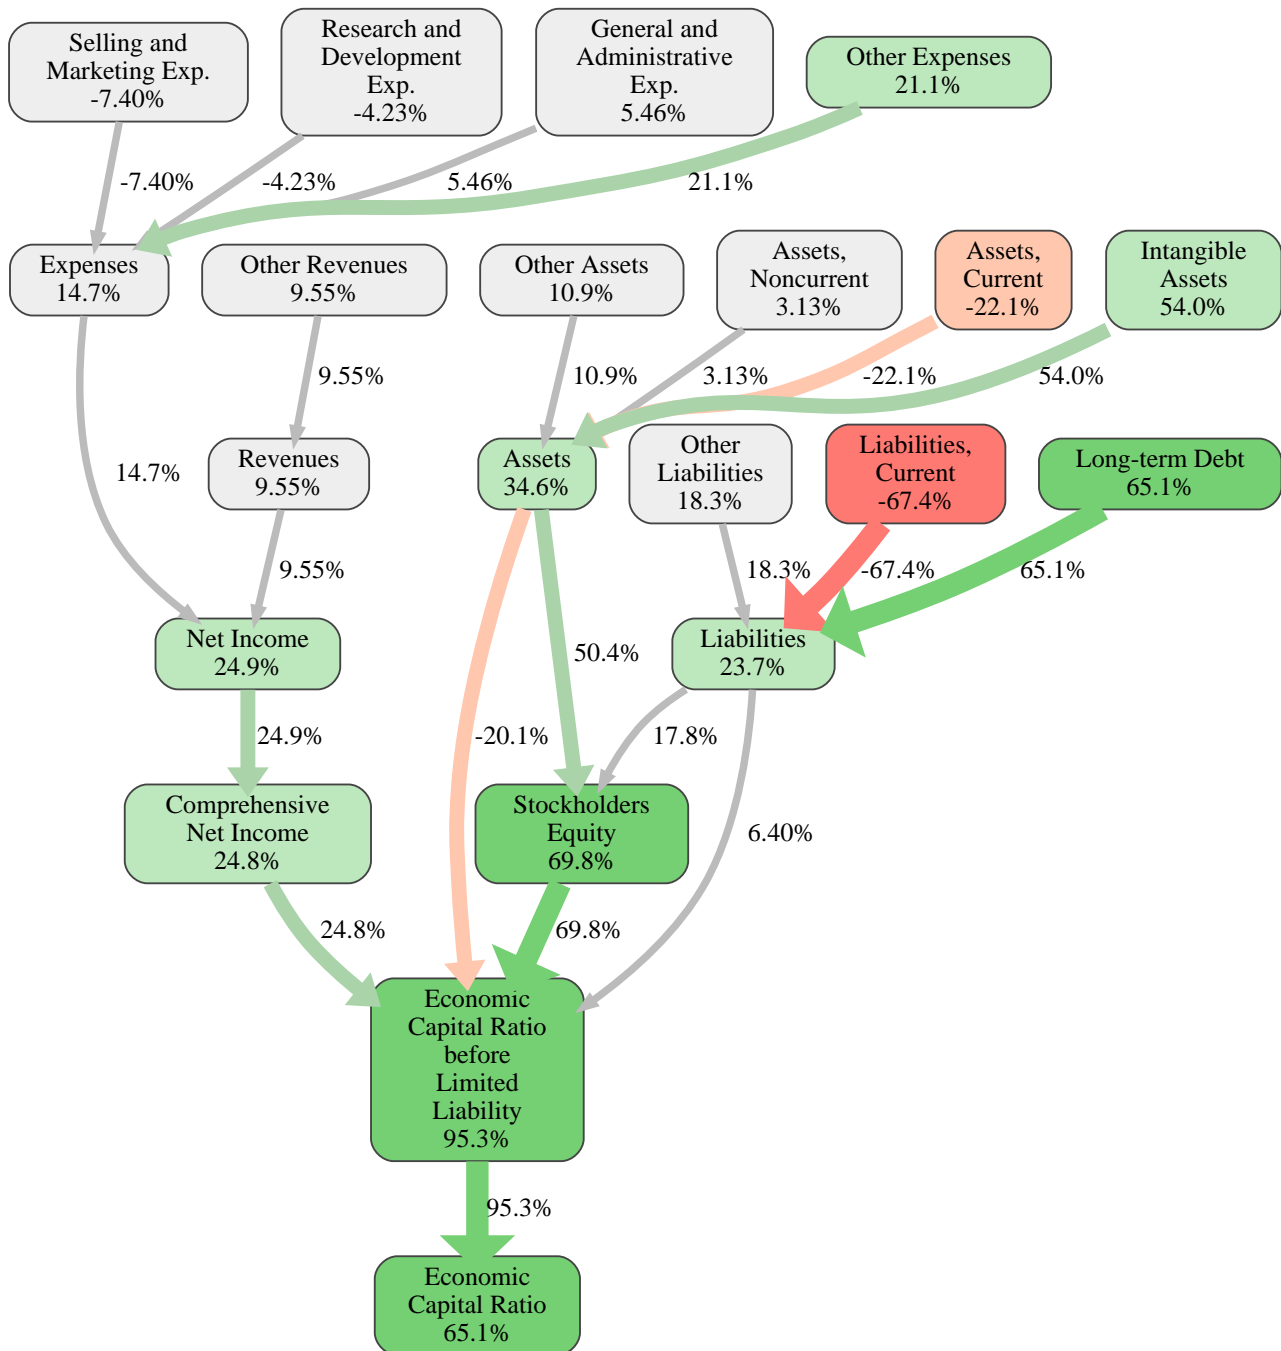 Selling and
Marketing Exp.
-7.40%
Research and
Development
Exp.
-4.23%
General and
Administrative
Exp.
5.46%
Other Expenses
21.1%
-7.40%
-4.23%
5.46%
21.1%
Expenses
14.7%
Other Revenues
9.55%
Other Assets
10.9%
Assets,
Noncurrent
3.13%
Assets,
Current
-22.1%
Intangible
Assets
54.0%
9.55%
10.9%
3.13%
-22.1%
54.0%
14.7%
Revenues
9.55%
Assets
34.6%
Other
Liabilities
18.3%
Liabilities,
Current
-67.4%
Long-term Debt
65.1%
9.55%
18.3%
-67.4%
65.1%
Net Income
24.9%
50.4%
Liabilities
23.7%
24.9%
-20.1%
17.8%
Comprehensive
Net Income
24.8%
Stockholders
Equity
69.8%
6.40%
24.8%
69.8%
Economic
Capital Ratio
before
Limited
Liability
95.3%
95.3%
Economic
Capital Ratio
65.1%